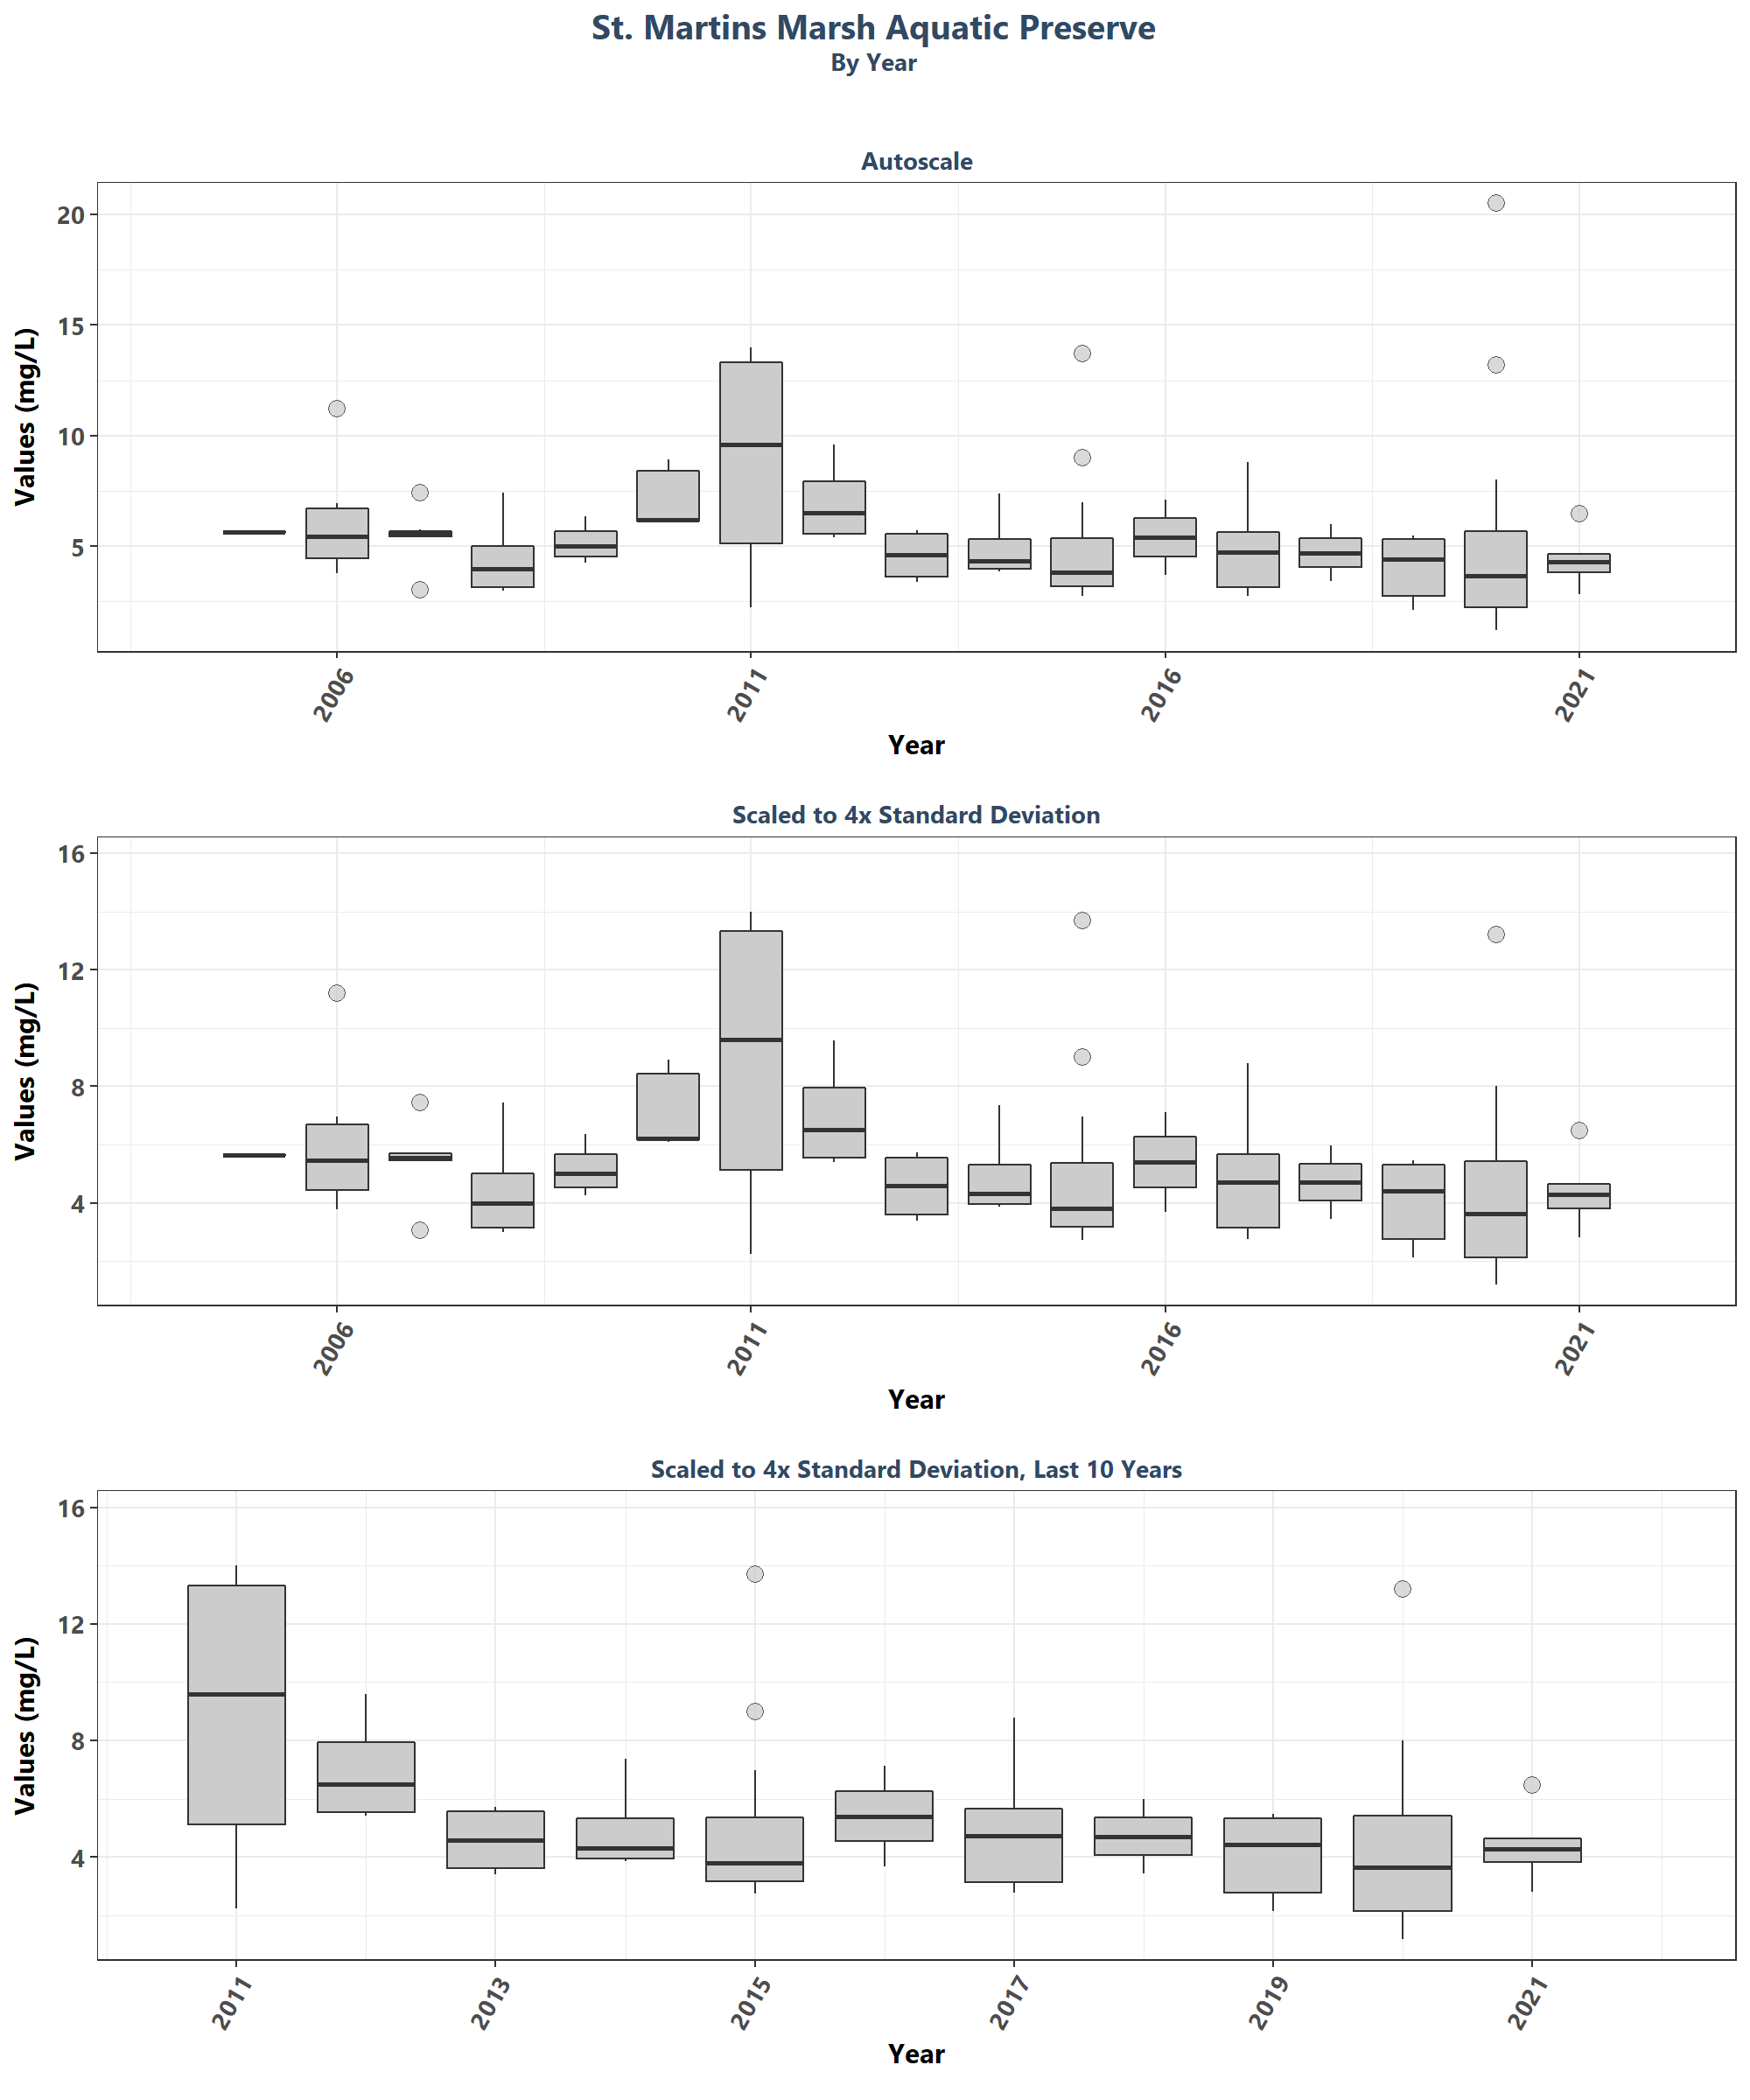 St. Martins Marsh Aquatic Preserve
By Year
Autoscale
Values (mg/L)
20
15
10
5
2006
2011
2016
2021
Year
Scaled to 4x Standard Deviation
Values (mg/L)
16
12
8
4
2006
2011
2016
2021
Year
Scaled to 4x Standard Deviation, Last 10 Years
Values (mg/L)
16
12
8
4
2011
2013
2015
2017
2019
2021
Year